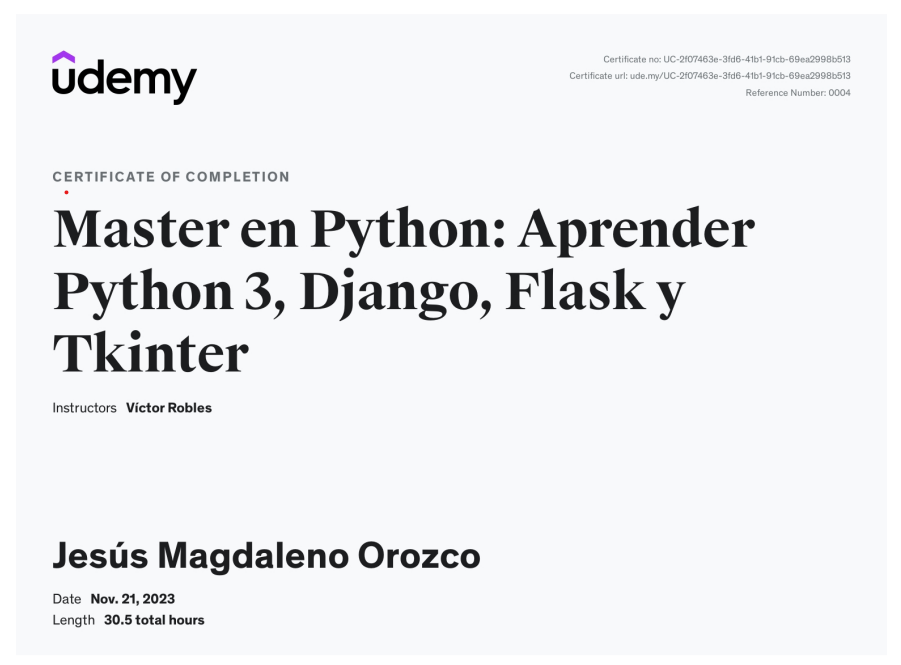 udemy
Certificate no: UC-2f07463e-3fd6-41b1-91cb-69ea2998b513
Certificate url: ude.my/UC-2f07463e-3fd6-41b1-91cb-69ea2998b513
Reference Number: 0004
CERTIFICATE OF COMPLETION
Master en Python: Aprender
Python 3, Django, Flask y
Tkinter
Instructors Víctor Robles
Jesús Magdaleno Orozco
Date Nov. 21, 2023
Length 30.5 total hours